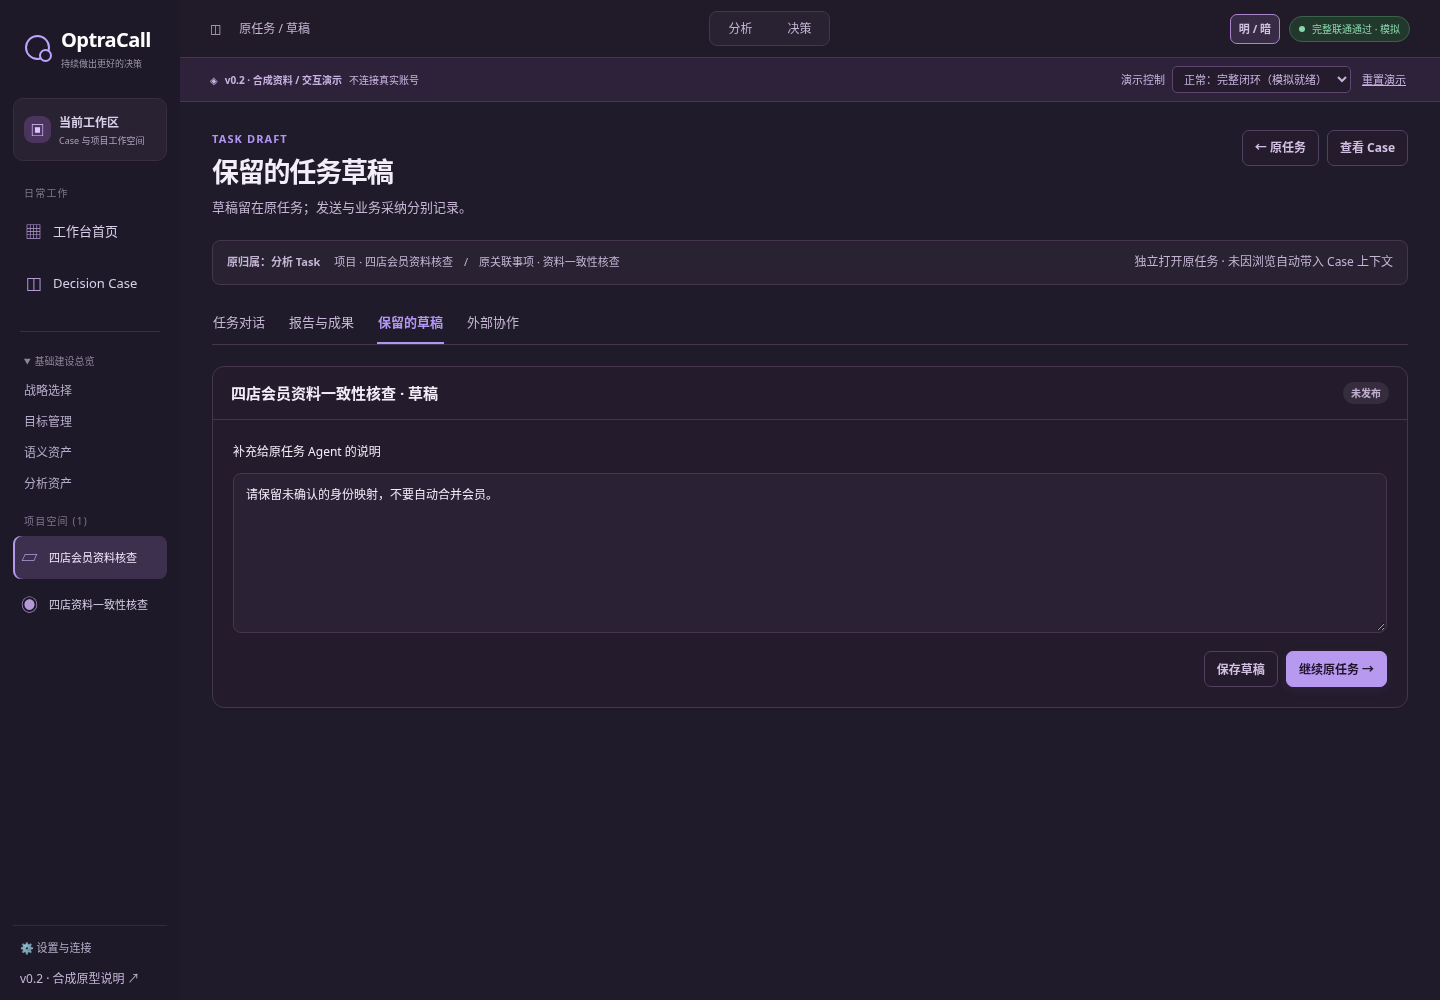 OptraCall
持续做出更好的决策
当前工作区
Case 与项目工作空间
日常工作
工作台首页
Decision Case
▼ 基础建设总览
战略选择
目标管理
语义资产
分析资产
项目空间 (1)
四店会员资料核查
四店资料一致性核查
设置与连接
v0.2 · 合成原型说明 ↗
原任务 / 草稿
分析 决策
明 / 暗
完整联通通过 · 模拟
v0.2 · 合成资料 / 交互演示 不连接真实账号
演示控制 正常：完整闭环（模拟就绪） 重置演示
TASK DRAFT
保留的任务草稿
草稿留在原任务；发送与业务采纳分别记录。
← 原任务 查看 Case
原归属：分析 Task 项目 · 四店会员资料核查 / 原关联事项 · 资料一致性核查
独立打开原任务 · 未因浏览自动带入 Case 上下文
任务对话 报告与成果 保留的草稿 外部协作
四店会员资料一致性核查 · 草稿
未发布
补充给原任务 Agent 的说明
请保留未确认的身份映射，不要自动合并会员。
保存草稿 继续原任务 →